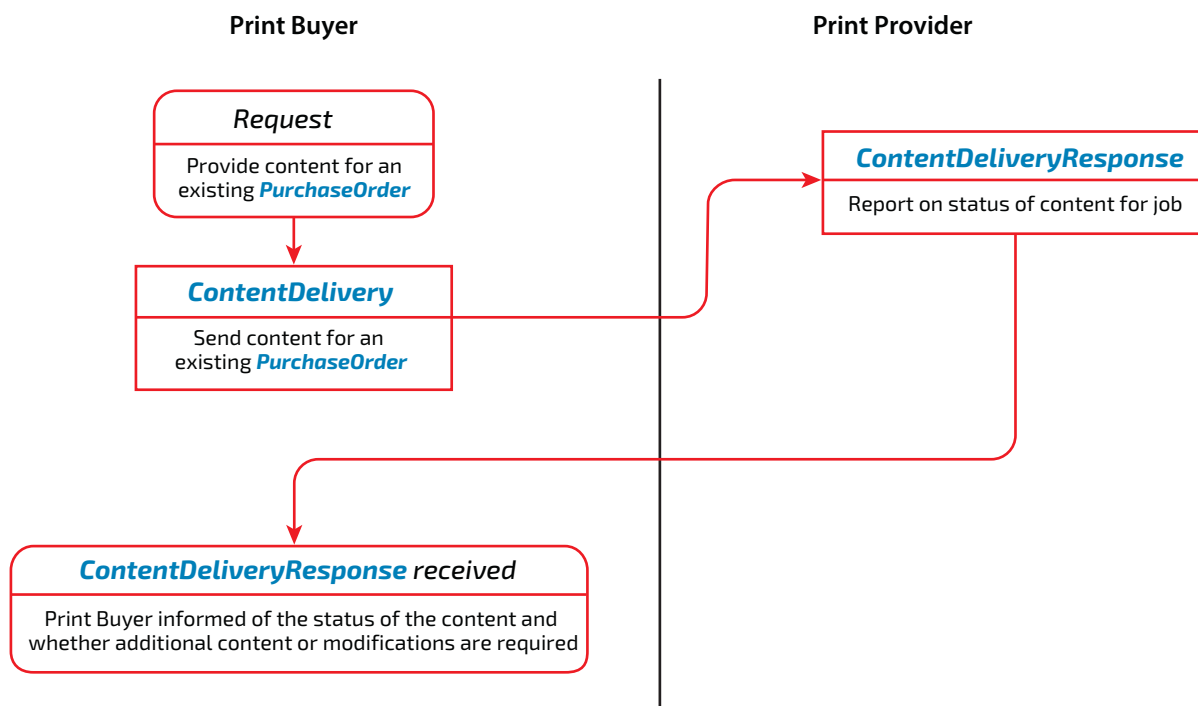 Print Buyer
Print Provider
Request
Provide content for an
existing PurchaseOrder
ContentDelivery
Send content for an
existing PurchaseOrder
ContentDeliveryResponse
Report on status of content for job
ContentDeliveryResponse received
Print Buyer informed of the status of the content and
whether additional content or modifications are required